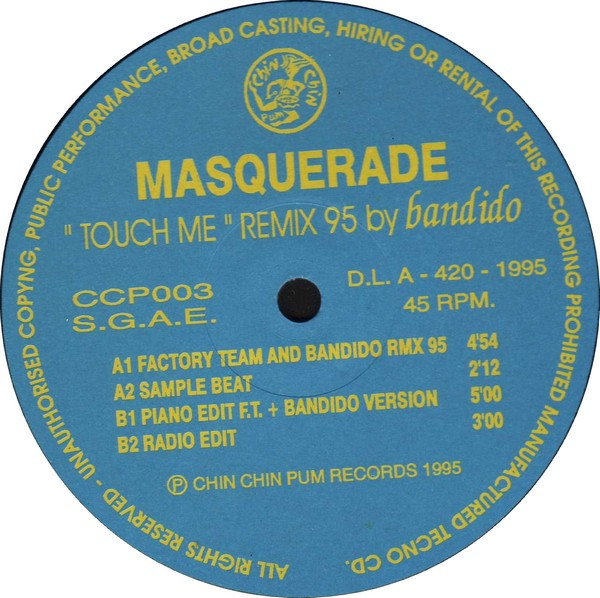 ALL RIGHTS RESERVED - UNAUTHORISED COPYNG, PUBLIC PERFORMANCE, BROAD CASTING, HIRING OR RENTAL OF THIS RECORDING PROHIBITED MANUFACTURED TECNO CD.
Chin Chin
PUM
MASQUERADE
" TOUCH ME " REMIX 95 by bandido
CCP003 D.L. A - 420 - 1995
S.G.A.E. 45 RPM.
A1 FACTORY TEAM AND BANDIDO RMX 95 4'54
A2 SAMPLE BEAT 2'12
B1 PIANO EDIT F.T. + BANDIDO VERSION 5'00
B2 RADIO EDIT 3'00
Ⓟ CHIN CHIN PUM RECORDS 1995